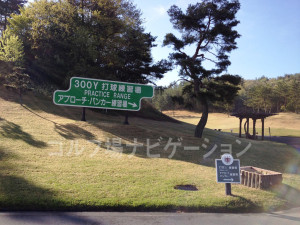 300Y 打球練習場
PRACTICE RANGE
アプローチ・バンカー練習場
ゴルフ場ナビゲーション